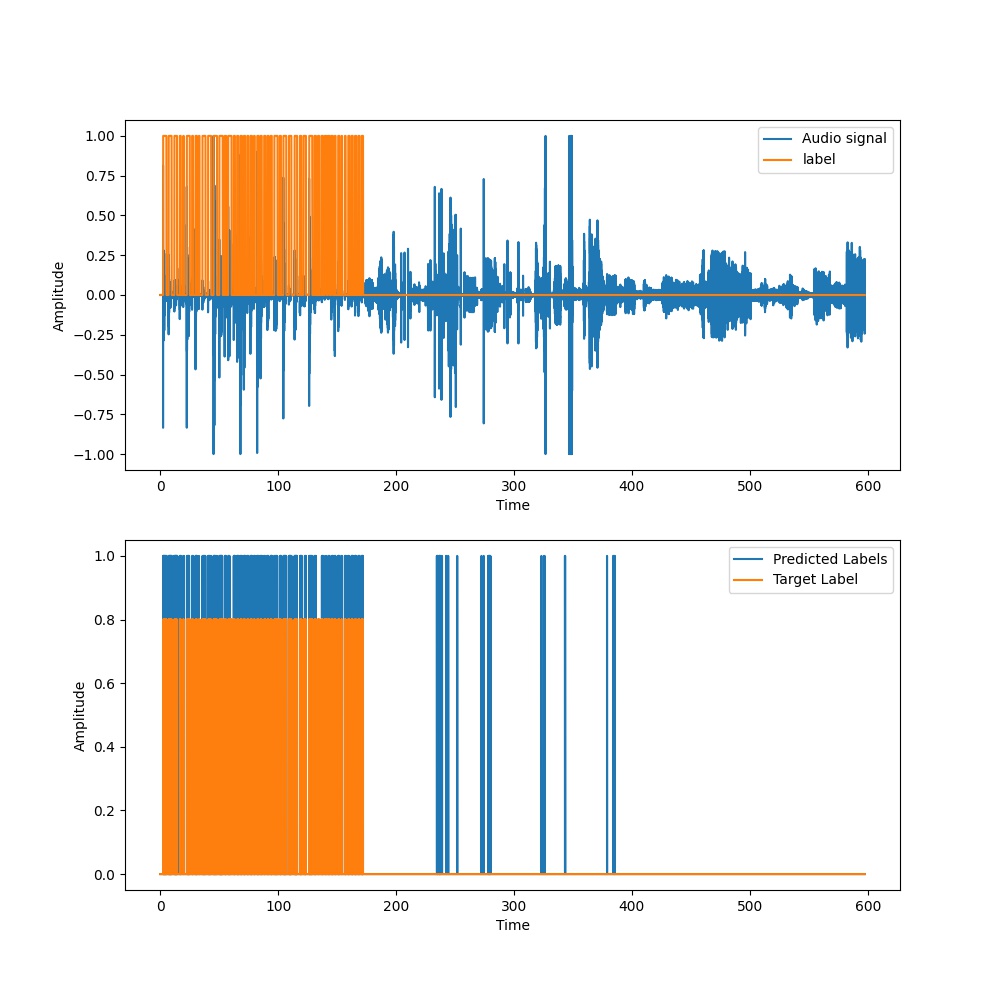 1.00
0.75
0.50
0.25
0.00
−0.25
−0.50
−0.75
−1.00
Amplitude
Audio signal
label
0 100 200 300 400 500 600
Time
1.0
0.8
0.6
0.4
0.2
0.0
Amplitude
Predicted Labels
Target Label
0 100 200 300 400 500 600
Time